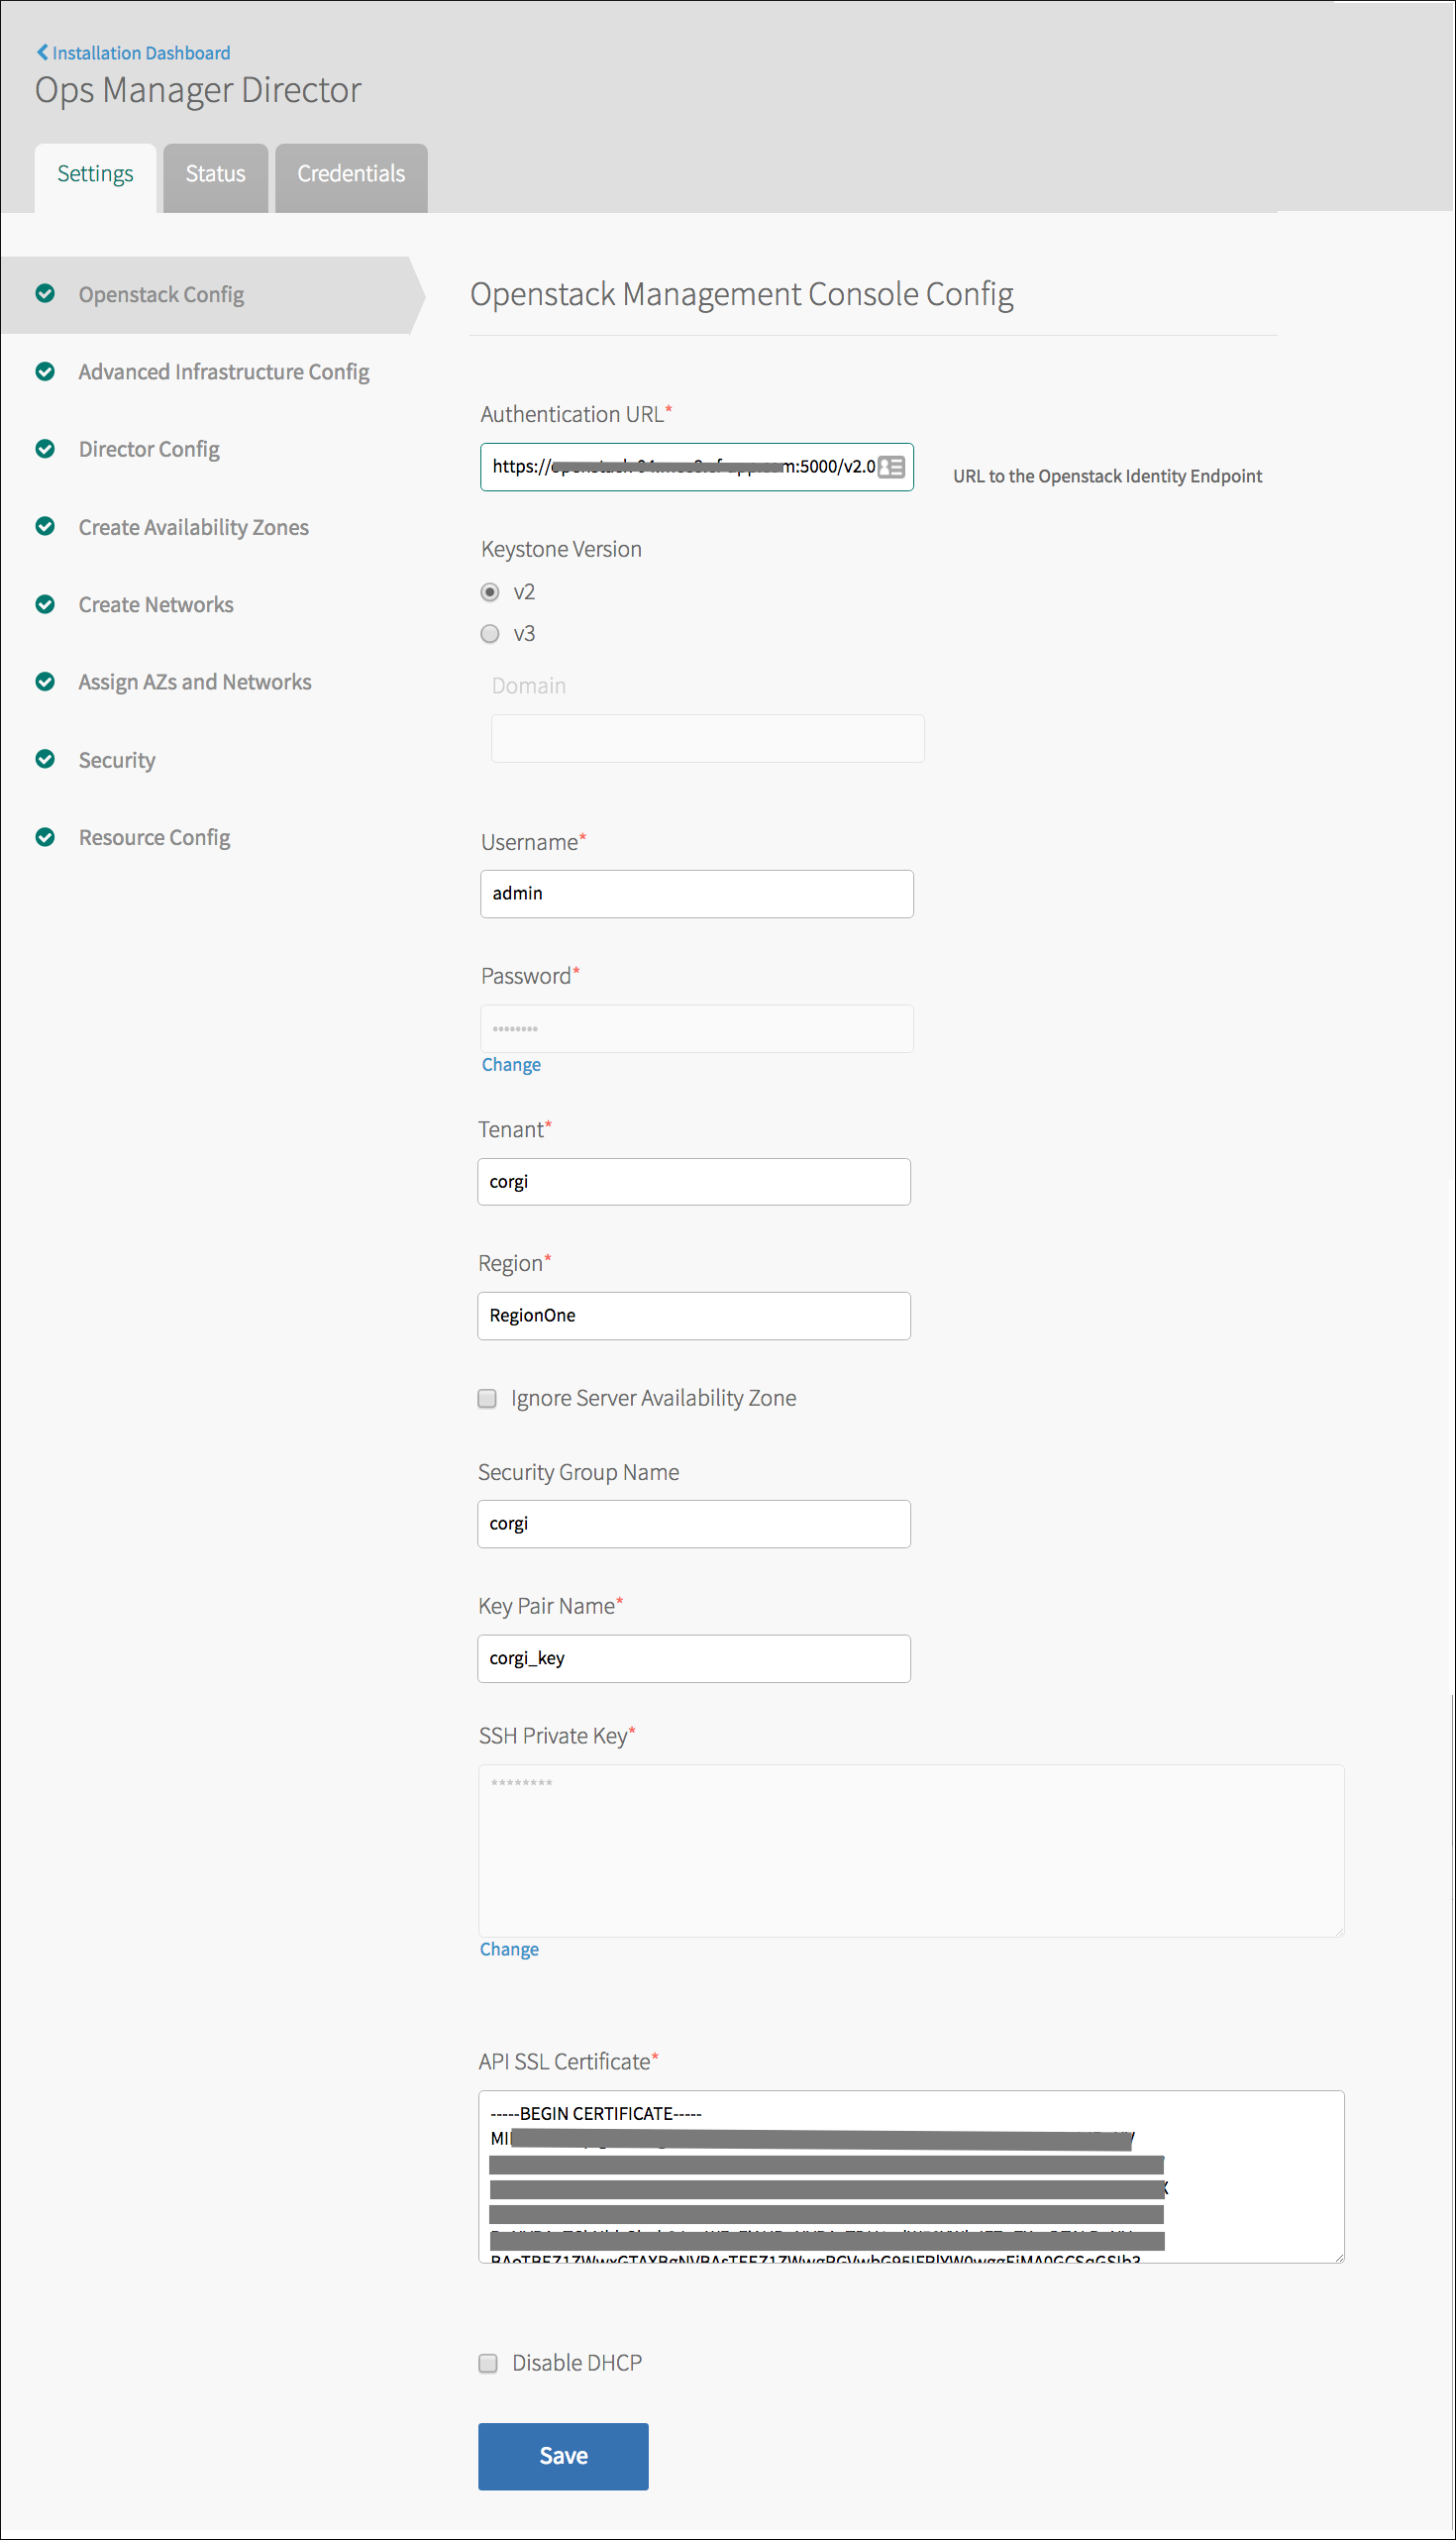 Installation Dashboard
Ops Manager Director
Settings
Status
Credentials
Openstack Config
Advanced Infrastructure Config
Director Config
Create Availability Zones
Create Networks
Assign AZs and Networks
Security
Resource Config
Openstack Management Console Config
Authentication URL*
https://
m:5000/v2.0
URL to the Openstack Identity Endpoint
Keystone Version
v2
v3
Domain
Username*
admin
Password*
••••••••
Change
Tenant*
corgi
Region*
RegionOne
Ignore Server Availability Zone
Security Group Name
corgi
Key Pair Name*
corgi_key
SSH Private Key*
********
Change
API SSL Certificate*
-----BEGIN CERTIFICATE-----
MI
Disable DHCP
Save